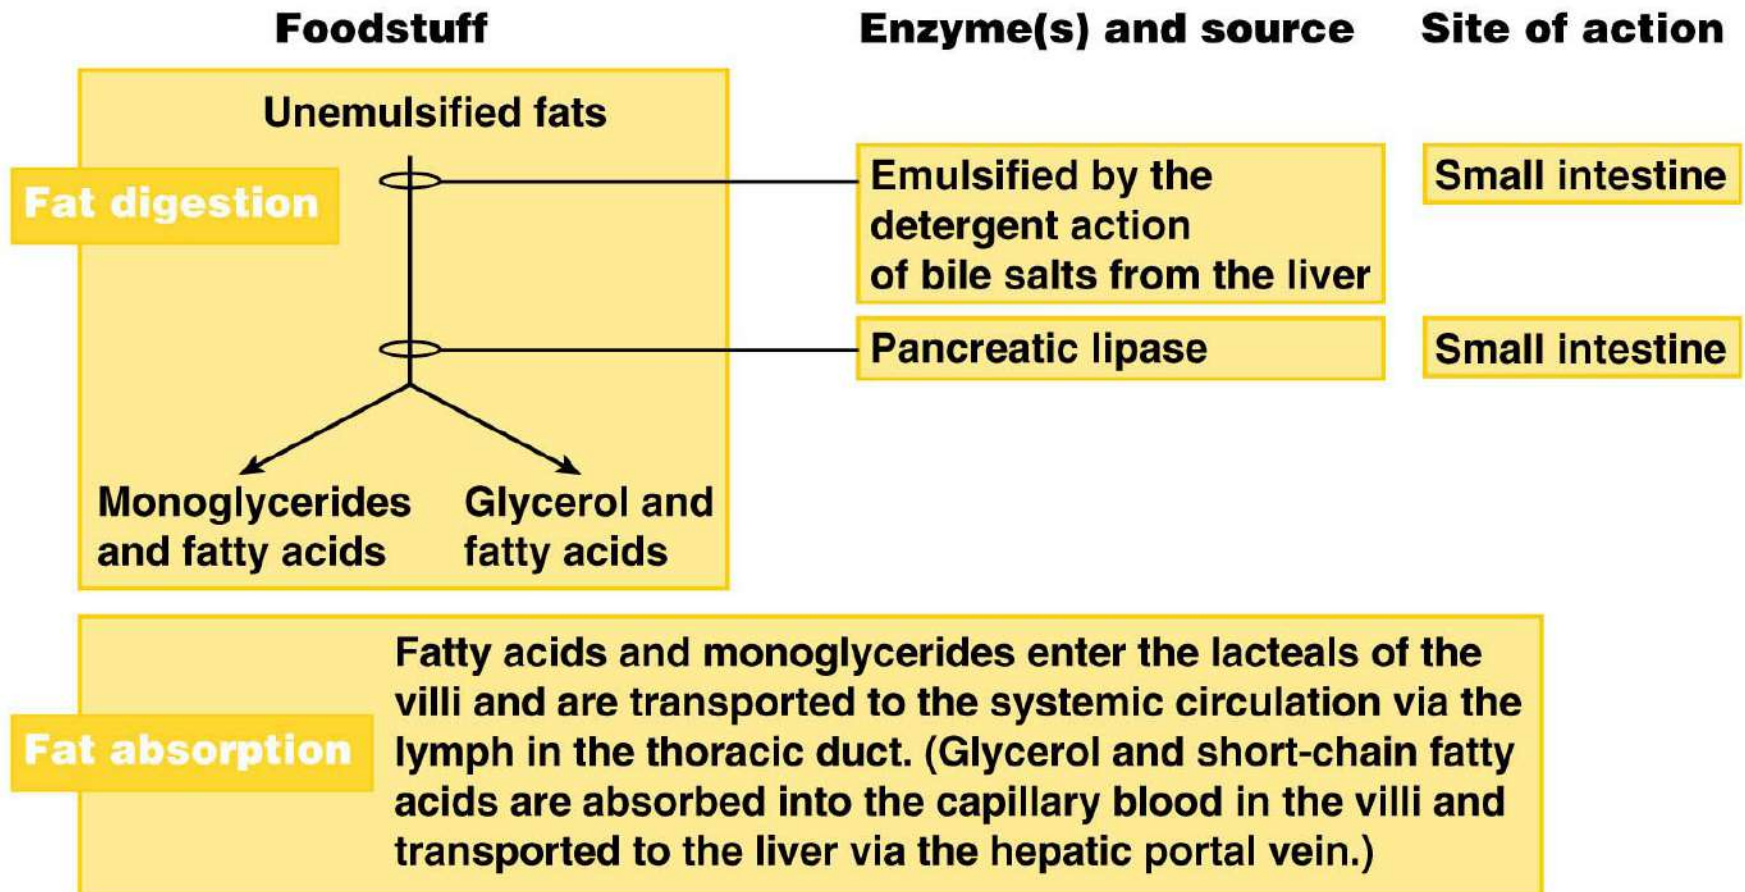 Foodstuff
Enzyme(s) and source
Site of action
Unemulsified fats
Fat digestion
Emulsified by the
detergent action
of bile salts from the liver
Small intestine
Pancreatic lipase
Small intestine
Monoglycerides
and fatty acids
Glycerol and
fatty acids
Fat absorption
Fatty acids and monoglycerides enter the lacteals of the
villi and are transported to the systemic circulation via the
lymph in the thoracic duct. (Glycerol and short-chain fatty
acids are absorbed into the capillary blood in the villi and
transported to the liver via the hepatic portal vein.)